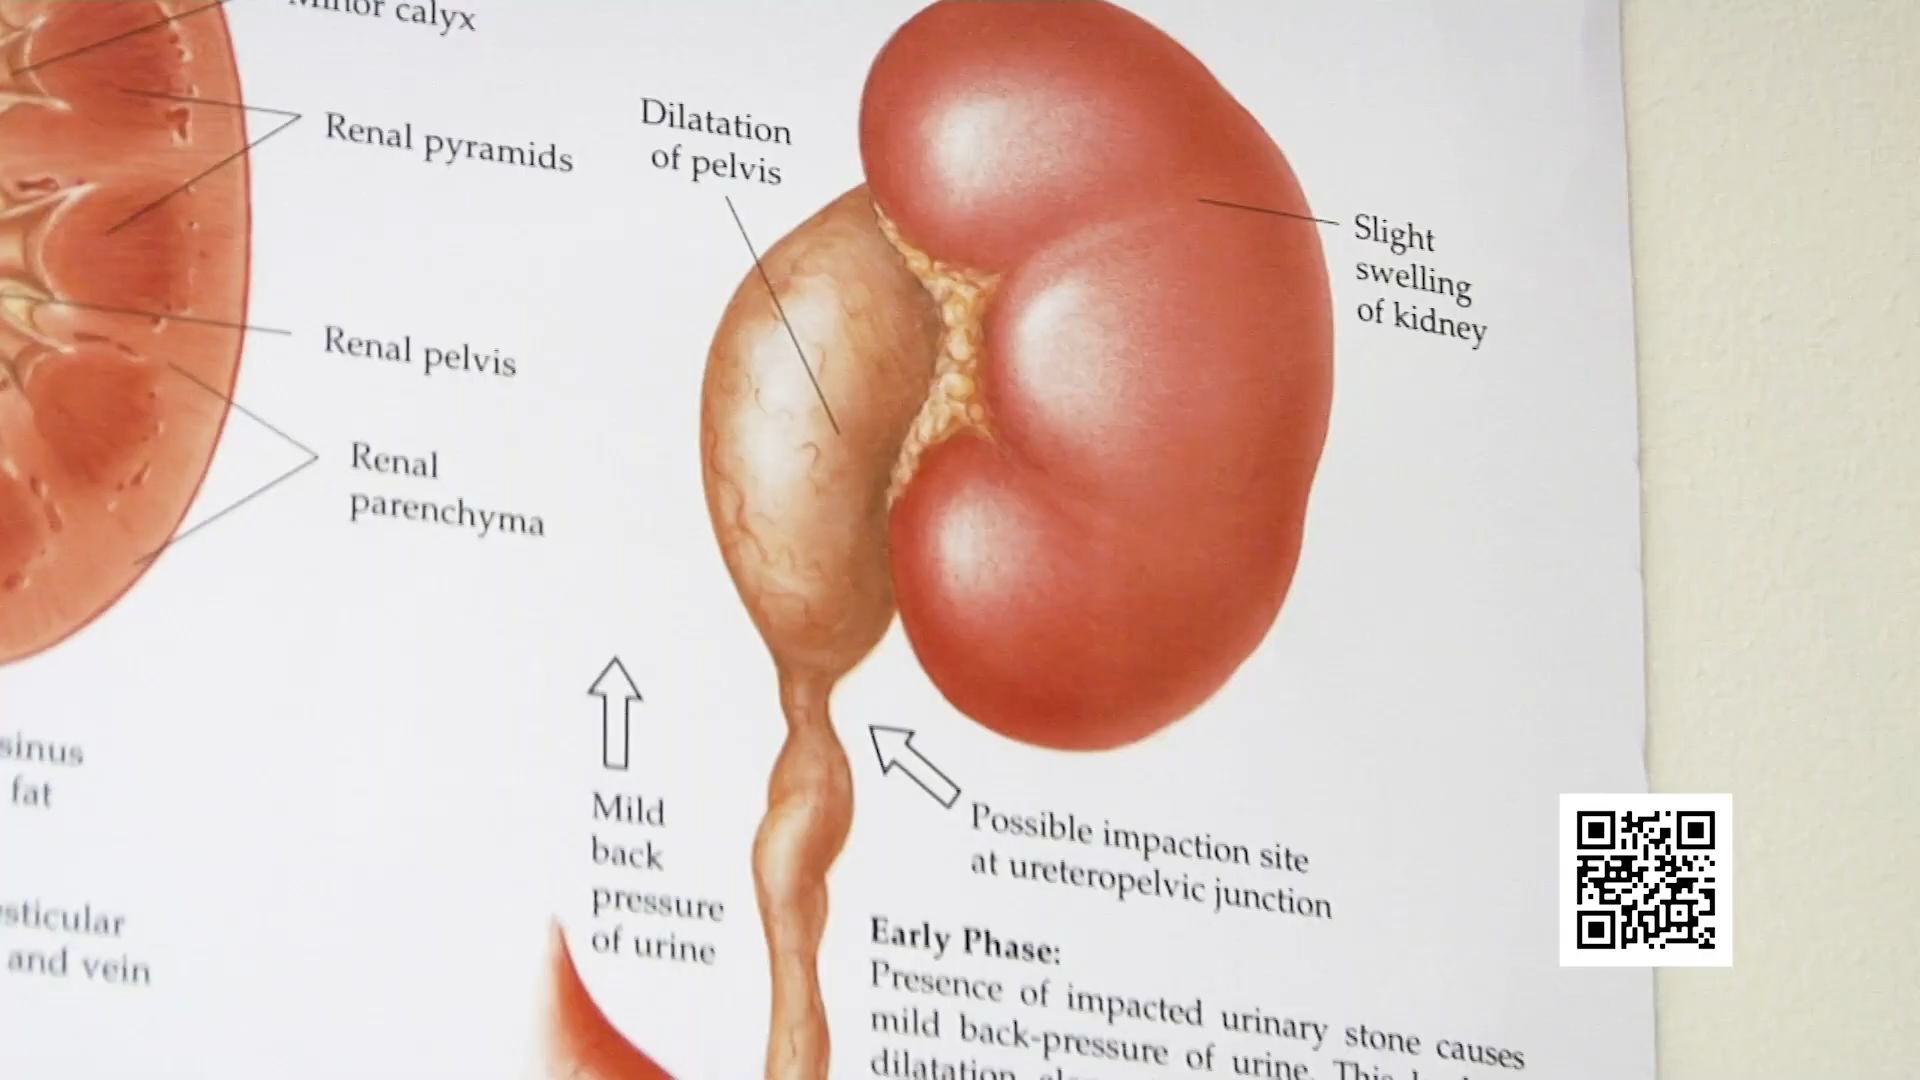 Minor calyx
Renal pyramids
Renal pelvis
Renal
parenchyma
sinus
fat
and vein
Dilatation
of pelvis
Slight
swelling
of kidney
Mild
back
pressure
of urine
Possible impaction site
at ureteropelvic junction
Early Phase:
Presence of impacted urinary stone causes
mild back-pressure of urine. This
dilatation